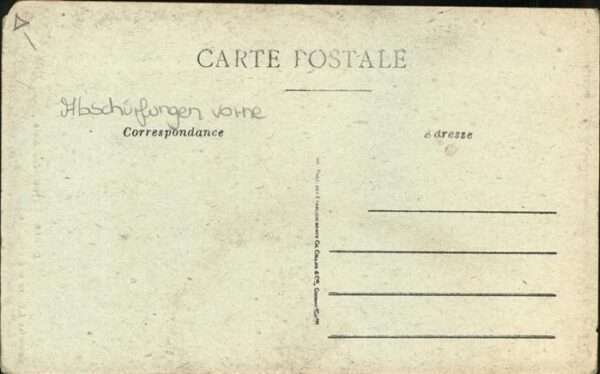 CARTE POSTALE
Abschürfungen vorne
Correspondance
Adresse